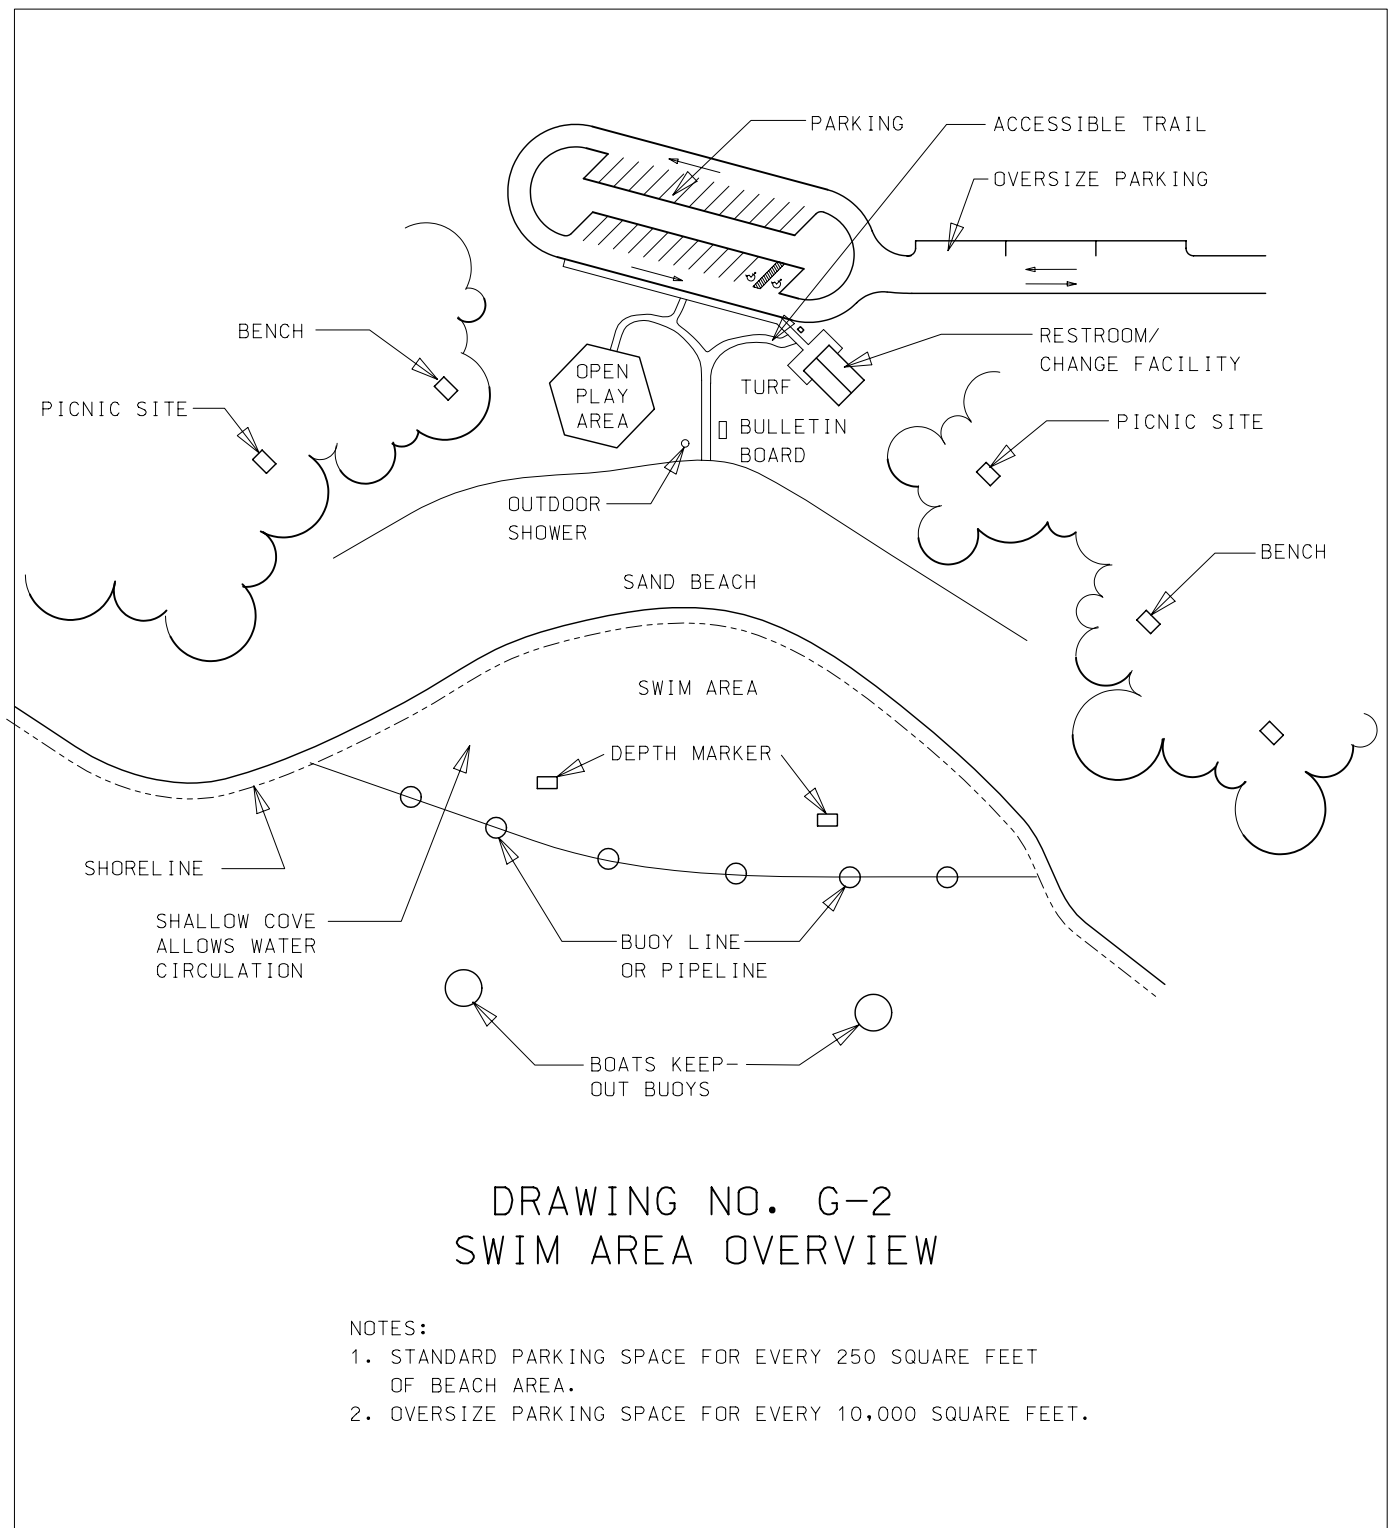 PARKING
ACCESSIBLE TRAIL
OVERSIZE PARKING
BENCH
RESTROOM/
CHANGE FACILITY
OPEN
PLAY
AREA
TURF
PICNIC SITE
PICNIC SITE
BULLETIN
BOARD
OUTDOOR
SHOWER
BENCH
SAND BEACH
SWIM AREA
DEPTH MARKER
SHORELINE
SHALLOW COVE
ALLOWS WATER
CIRCULATION
BUOY LINE
OR PIPELINE
BOATS KEEP-
OUT BUOYS
DRAWING NO. G-2
SWIM AREA OVERVIEW
NOTES:
1. STANDARD PARKING SPACE FOR EVERY 250 SQUARE FEET
OF BEACH AREA.
2. OVERSIZE PARKING SPACE FOR EVERY 10,000 SQUARE FEET.